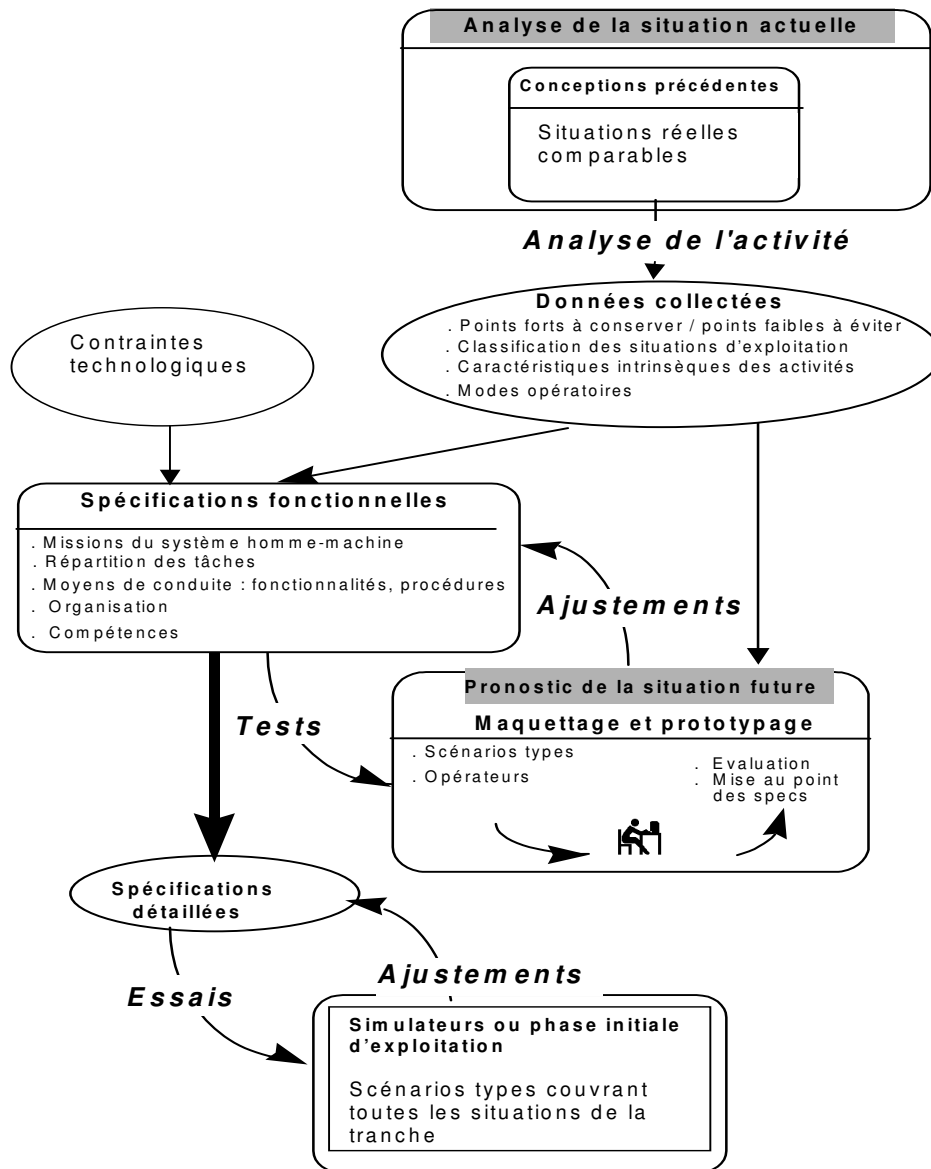 Analyse de la situation actuelle
Conceptions précédentes
Situations réelles
comparables
Analyse de l'activité
Données collectées
. Points forts à conserver / points faibles à éviter
. Classification des situations d'exploitation
. Caractéristiques intrinsèques des activités
. Modes opératoires
Contraintes
technologiques
Spécifications fonctionnelles
. Missions du système homme-machine
. Répartition des tâches
. Moyens de conduite : fonctionnalités, procédures
. Organisation
. Compétences
Ajustements
Tests
Pronostic de la situation future
Maquettage et prototypage
. Scénarios types
. Opérateurs
. Evaluation
. Mise au point
des specs
Spécifications
détaillées
Essais
Ajustements
Simulateurs ou phase initiale
d'exploitation
Scénarios types couvrant
toutes les situations de la
tranche